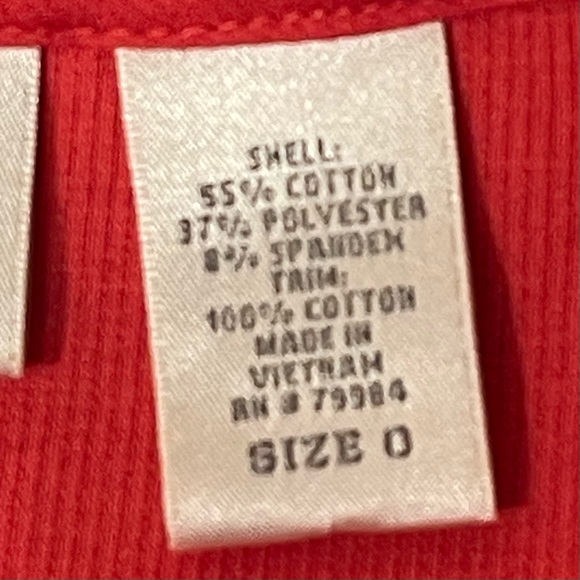 SHELL:
55% COTTON
37% POLYESTER
8% SPANDEX
TRIM:
100% COTTON
MADE IN
VIETNAM
RN # 79984
SIZE 0